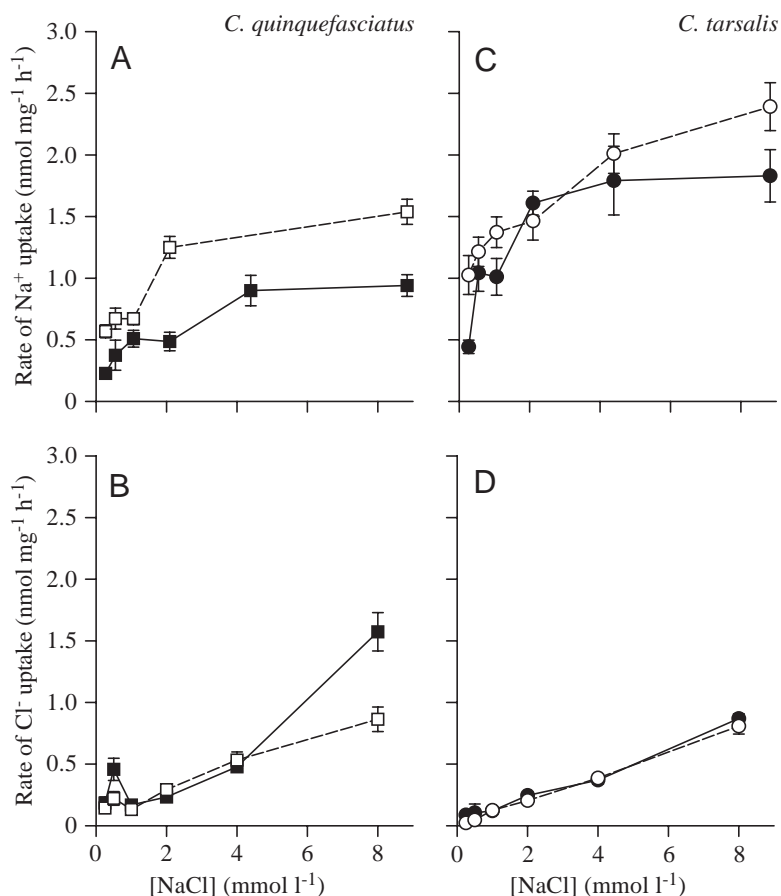 C. quinquefasciatus
C. tarsalis
3.0
2.5
2.0
1.5
1.0
0.5
0
A
C
Rate of Na⁺ uptake (nmol mg⁻¹ h⁻¹)
3.0
2.5
2.0
1.5
1.0
0.5
0
B
D
Rate of Cl⁻ uptake (nmol mg⁻¹ h⁻¹)
0 2 4 6 8
0 2 4 6 8
[NaCl] (mmol l⁻¹)
[NaCl] (mmol l⁻¹)